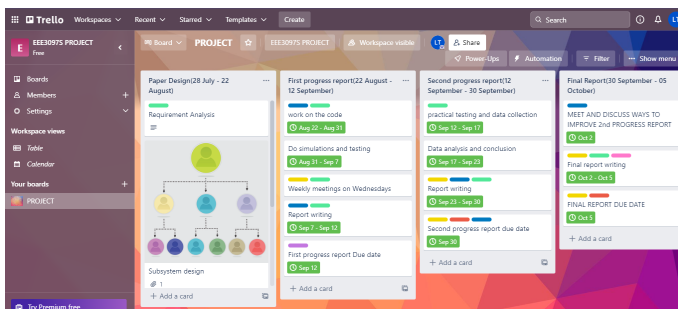 Trello Workspaces Recent Starred Templates Create Search LT
E EEE3097S PROJECT
Free
Board PROJECT EEE3097S PROJECT Workspace visible LT Share
Power-Ups Automation Filter Show menu
Boards
Members
Settings
Workspace views
Table
Calendar
Your boards
PROJECT
Try Premium free
Paper Design(28 July - 22
August)
Requirement Analysis
Subsystem design
1
+ Add a card
First progress report(22 August -
12 September)
work on the code
Aug 22 - Aug 31
Do simulations and testing
Aug 31 - Sep 7
Weekly meetings on Wednesdays
Report writing
Sep 7 - Sep 12
First progress report Due date
Sep 12
+ Add a card
Second progress report(12
September - 30 September)
practical testing and data collection
Sep 12 - Sep 17
Data analysis and conclusion
Sep 17 - Sep 23
Report writing
Sep 23 - Sep 30
Second progress report due date
Sep 30
+ Add a card
Final Report(30 September - 05
October)
MEET AND DISCUSS WAYS TO
IMPROVE 2nd PROGRESS REPORT
Oct 2
Final report writing
Oct 2 - Oct 5
FINAL REPORT DUE DATE
Oct 5
+ Add a card